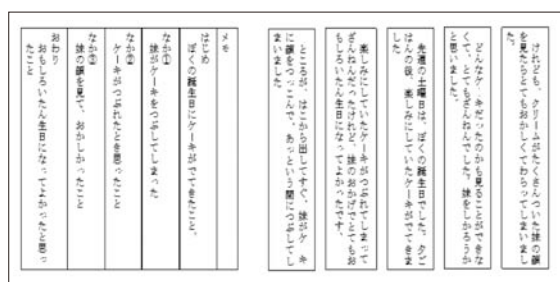 けれども、クリームがたくさんついた妹の顔
を見たらとてもおかしくてわらってしまいまし
た。
どんなケーキだったのかも見ることができな
くて、とてもざんねんでした。妹をしかろうか
と思いました。
先週の土曜日は、ぼくの誕生日でした。夕ご
はんの後、楽しみにしていたケーキがでてきま
した。
楽しみにしていたケーキがつぶれてしまって
ざんねんだったけれど、妹のおかげでとてもお
もしろいたん生日になってよかったです。
ところが、はこから出してすぐ、妹がケーキ
に顔をつっこんで、あっという間につぶしてし
まいました。
メモ
はじめ
ぼくの誕生日にケーキがでてきたこと、
なか①
妹がケーキをつぶしてしまった
なか②
ケーキがつぶれたときを思ったこと
なか③
妹の顔を見て、おかしかったこと
おわり
おもしろいたん生日になってよかったと思っ
たこと